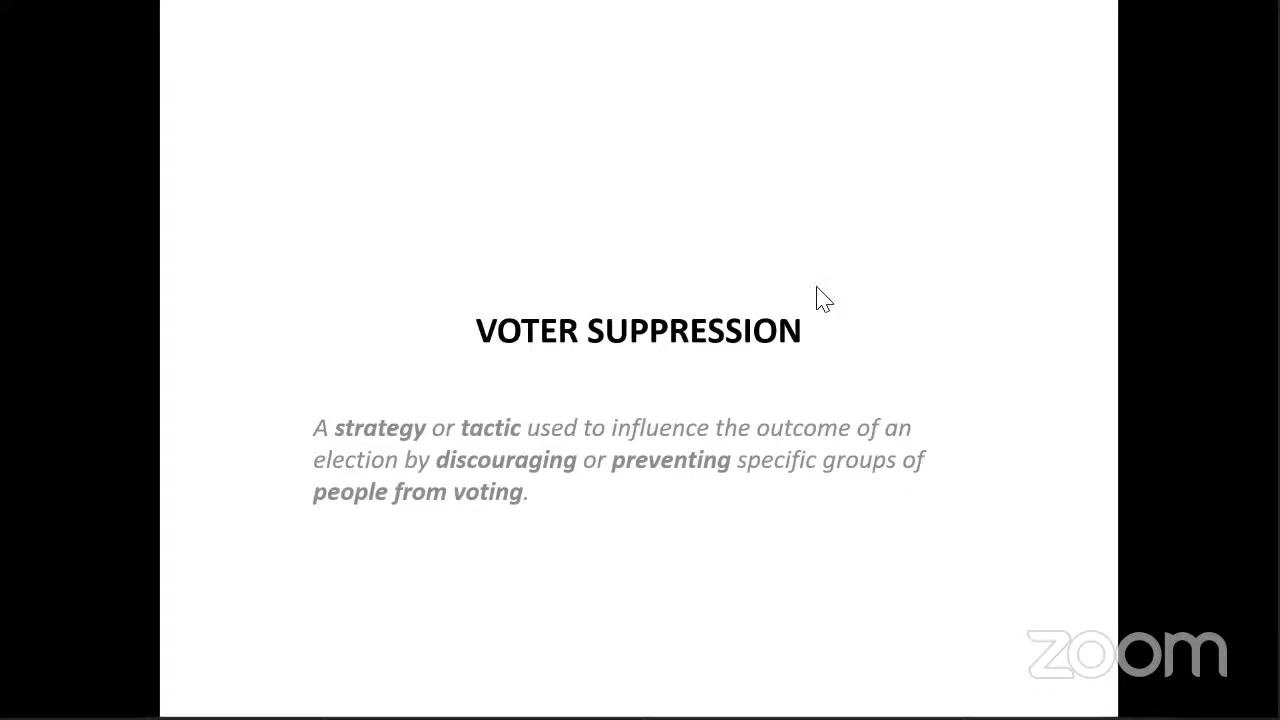 VOTER SUPPRESSION
A strategy or tactic used to influence the outcome of an
election by discouraging or preventing specific groups of
people from voting.
zoom